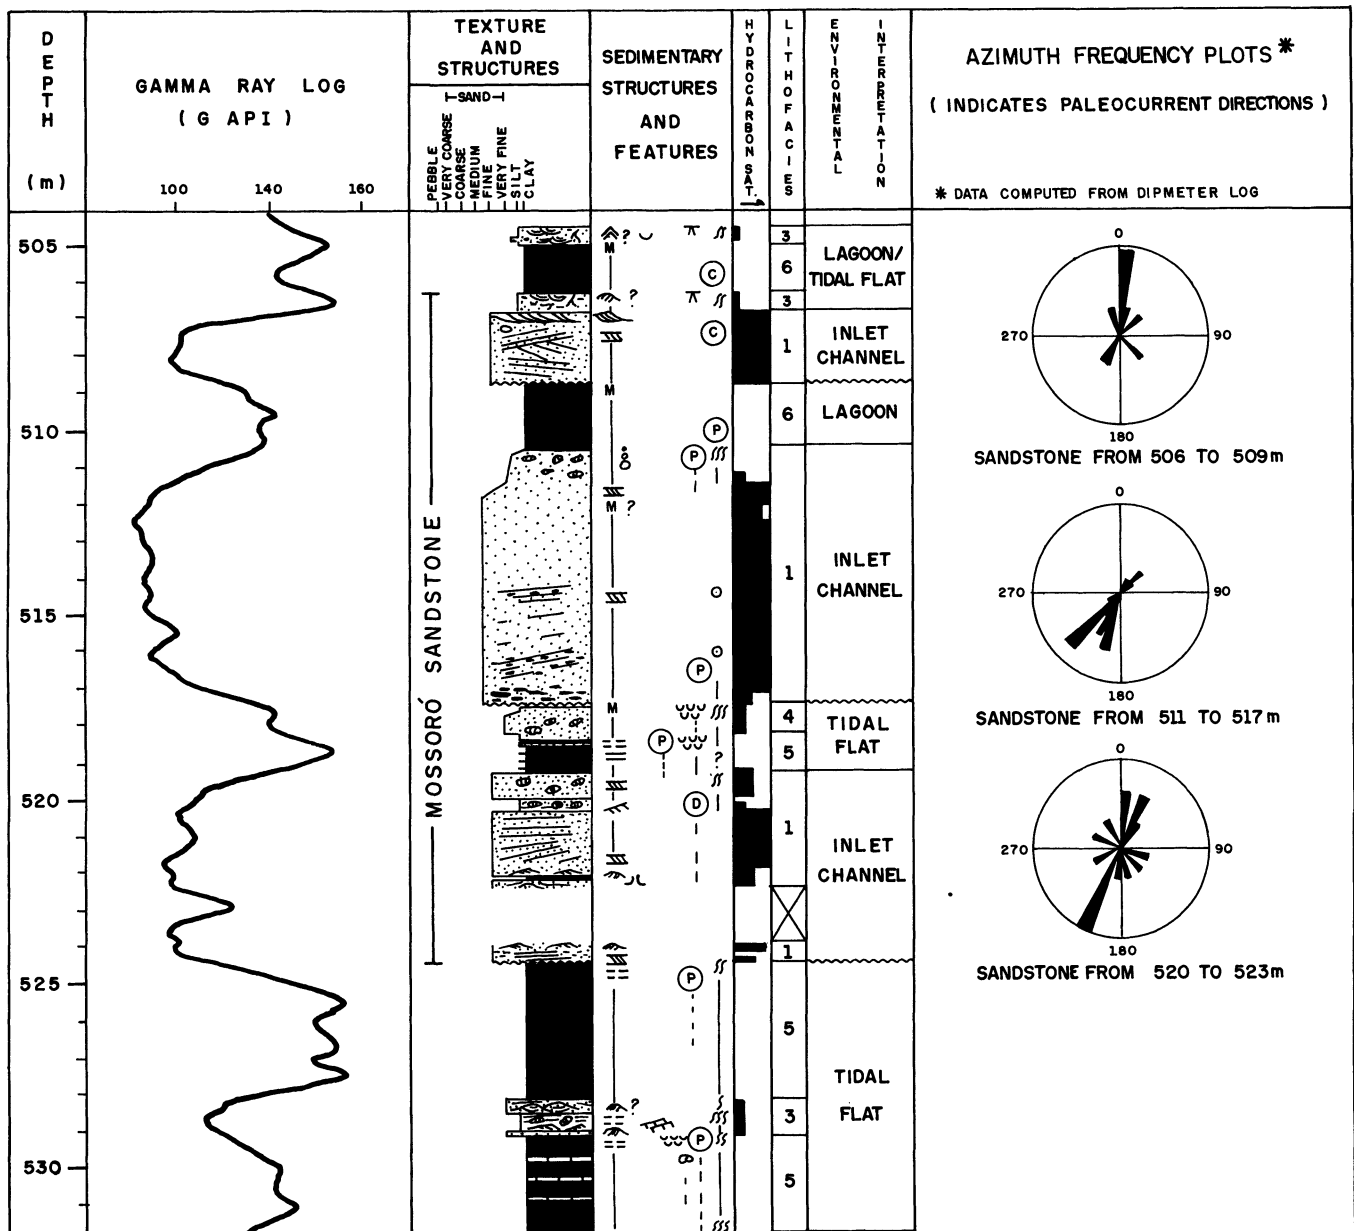 DEPTH
(m)
GAMMA RAY LOG
(G API)
100 140 160
TEXTURE
AND
STRUCTURES
SAND
PEBBLE
VERY COARSE
COARSE
MEDIUM
FINE
VERY FINE
SILT
CLAY
SEDIMENTARY
STRUCTURES
AND
FEATURES
HYDROCARBON SAT.
LITHOFACIES
ENVIRONMENTAL
INTERPRETATION
AZIMUTH FREQUENCY PLOTS *
( INDICATES PALEOCURRENT DIRECTIONS )
* DATA COMPUTED FROM DIPMETER LOG
505
510
515
520
525
530
MOSSORÓ SANDSTONE
?
M
C
?
C
M
P
P
M ?
P
M
P
?
D
P
?
P
3
6
3
1
6
1
4
5
1
1
5
3
5
LAGOON/
TIDAL FLAT
INLET
CHANNEL
LAGOON
INLET
CHANNEL
TIDAL
FLAT
INLET
CHANNEL
TIDAL
FLAT
0
270 90
180
SANDSTONE FROM 506 TO 509m
0
270 90
180
SANDSTONE FROM 511 TO 517m
0
270 90
180
SANDSTONE FROM 520 TO 523m